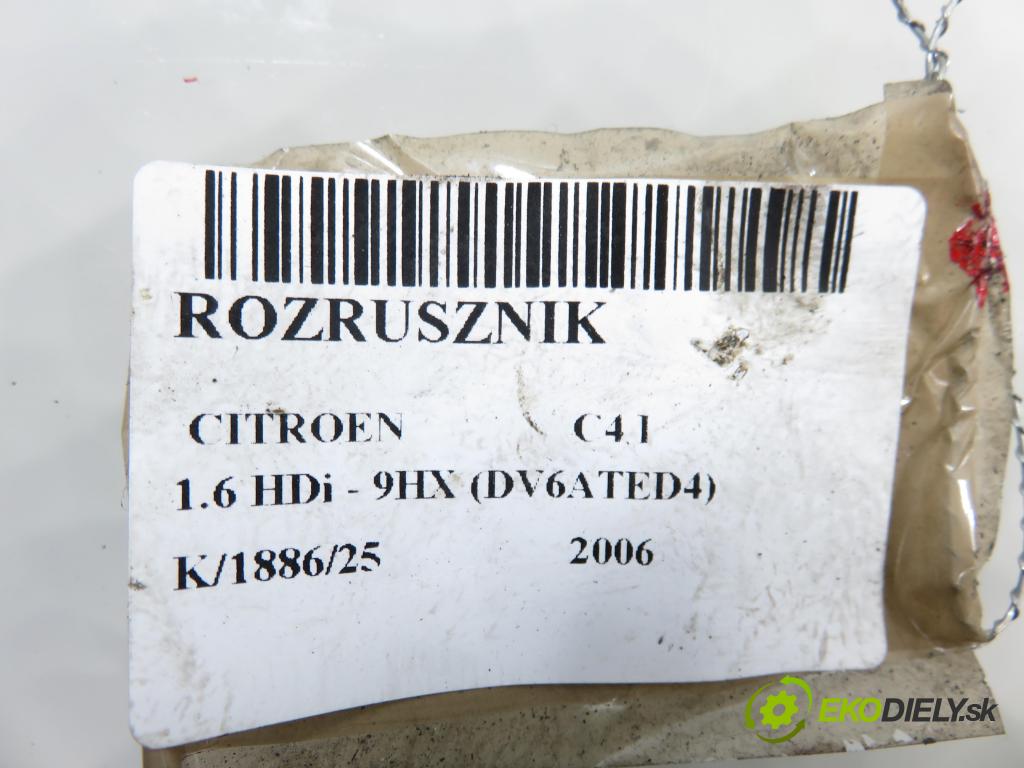 ROZRUSZNIK
CITROEN C4 I
1.6 HDi - 9HX (DV6ATED4)
K/1886/25 2006
EKODIELY.sk